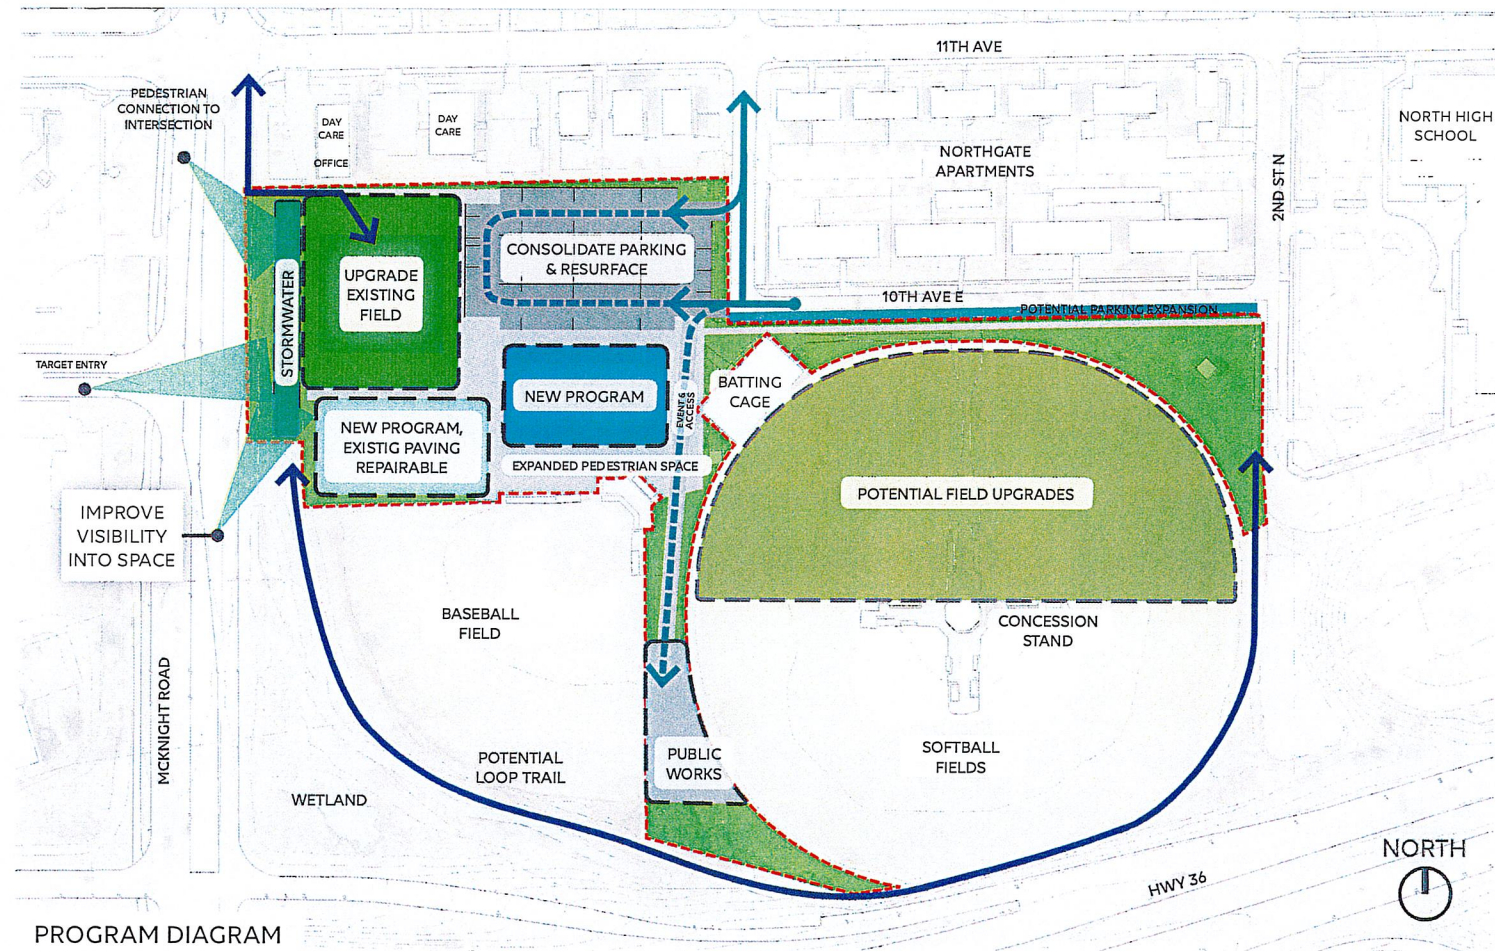 11TH AVE
PEDESTRIAN
CONNECTION TO
INTERSECTION
DAY
CARE
OFFICE
DAY
CARE
NORTHGATE
APARTMENTS
NORTH HIGH
SCHOOL
2ND ST N
CONSOLIDATE PARKING
& RESURFACE
UPGRADE
EXISTING
FIELD
STORMWATER
10TH AVE E
POTENTIAL PARKING EXPANSION
TARGET ENTRY
NEW PROGRAM
EVENT &
ACCESS
BATTING
CAGE
NEW PROGRAM,
EXISTIG PAVING
REPAIRABLE
EXPANDED PEDESTRIAN SPACE
POTENTIAL FIELD UPGRADES
IMPROVE
VISIBILITY
INTO SPACE
BASEBALL
FIELD
CONCESSION
STAND
MCKNIGHT ROAD
POTENTIAL
LOOP TRAIL
PUBLIC
WORKS
SOFTBALL
FIELDS
WETLAND
HWY 36
NORTH
PROGRAM DIAGRAM